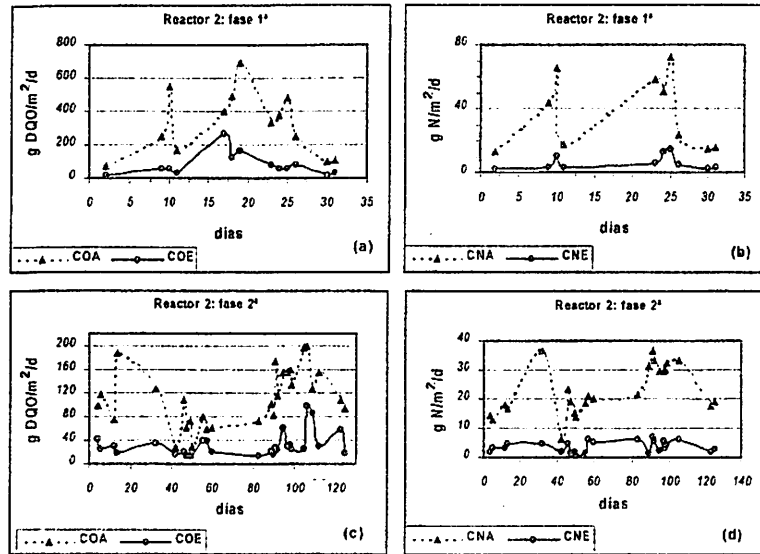 Reactor 2: fase 1ª
g DQO/m²/d
800
600
400
200
0
0 5 10 15 20 25 30 35
días
COA COE
(a)
Reactor 2: fase 1ª
g N/m²/d
80
40
0
0 5 10 15 20 25 30 35
días
CNA CNE
(b)
Reactor 2: fase 2ª
g DQO/m²/d
200
160
120
80
40
0
0 20 40 60 80 100 120
días
COA COE
(c)
Reactor 2: fase 2ª
g N/m²/d
40
30
20
10
0
0 20 40 60 80 100 120 140
días
CNA CNE
(d)